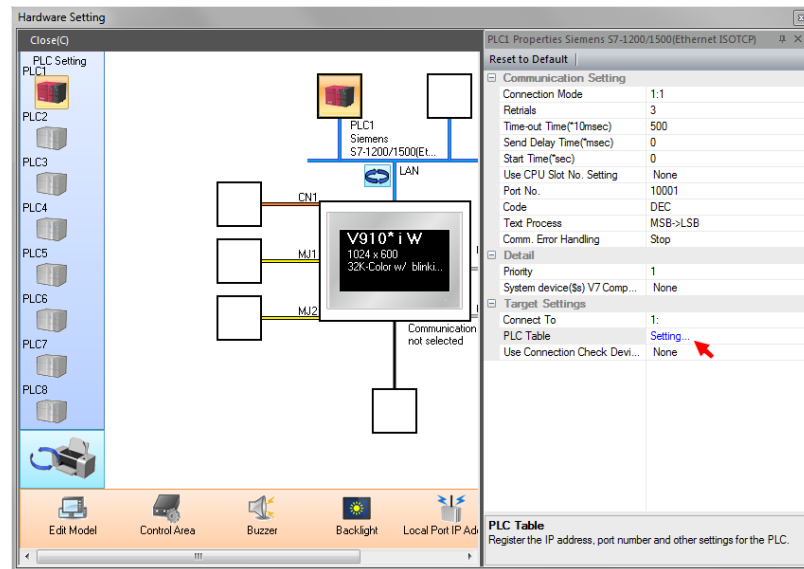 Hardware Setting
Close(C)
PLC Setting
PLC1
PLC2
PLC3
PLC4
PLC5
PLC6
PLC7
PLC8
PLC1
Siemens
S7-1200/1500(Et...
LAN
CN1
MJ1
MJ2
V910* i W
1024 x 600
32K-Color w/ blinki...
Communication
not selected
Edit Model
Control Area
Buzzer
Backlight
Local Port IP Ad
PLC1 Properties Siemens S7-1200/1500(Ethernet ISOTCP)
Reset to Default
Communication Setting
Connection Mode 1:1
Retrials 3
Time-out Time(*10msec) 500
Send Delay Time(*msec) 0
Start Time(*sec) 0
Use CPU Slot No. Setting None
Port No. 10001
Code DEC
Text Process MSB->LSB
Comm. Error Handling Stop
Detail
Priority 1
System device($s) V7 Comp... None
Target Settings
Connect To 1:
PLC Table Setting...
Use Connection Check Devi... None
PLC Table
Register the IP address, port number and other settings for the PLC.